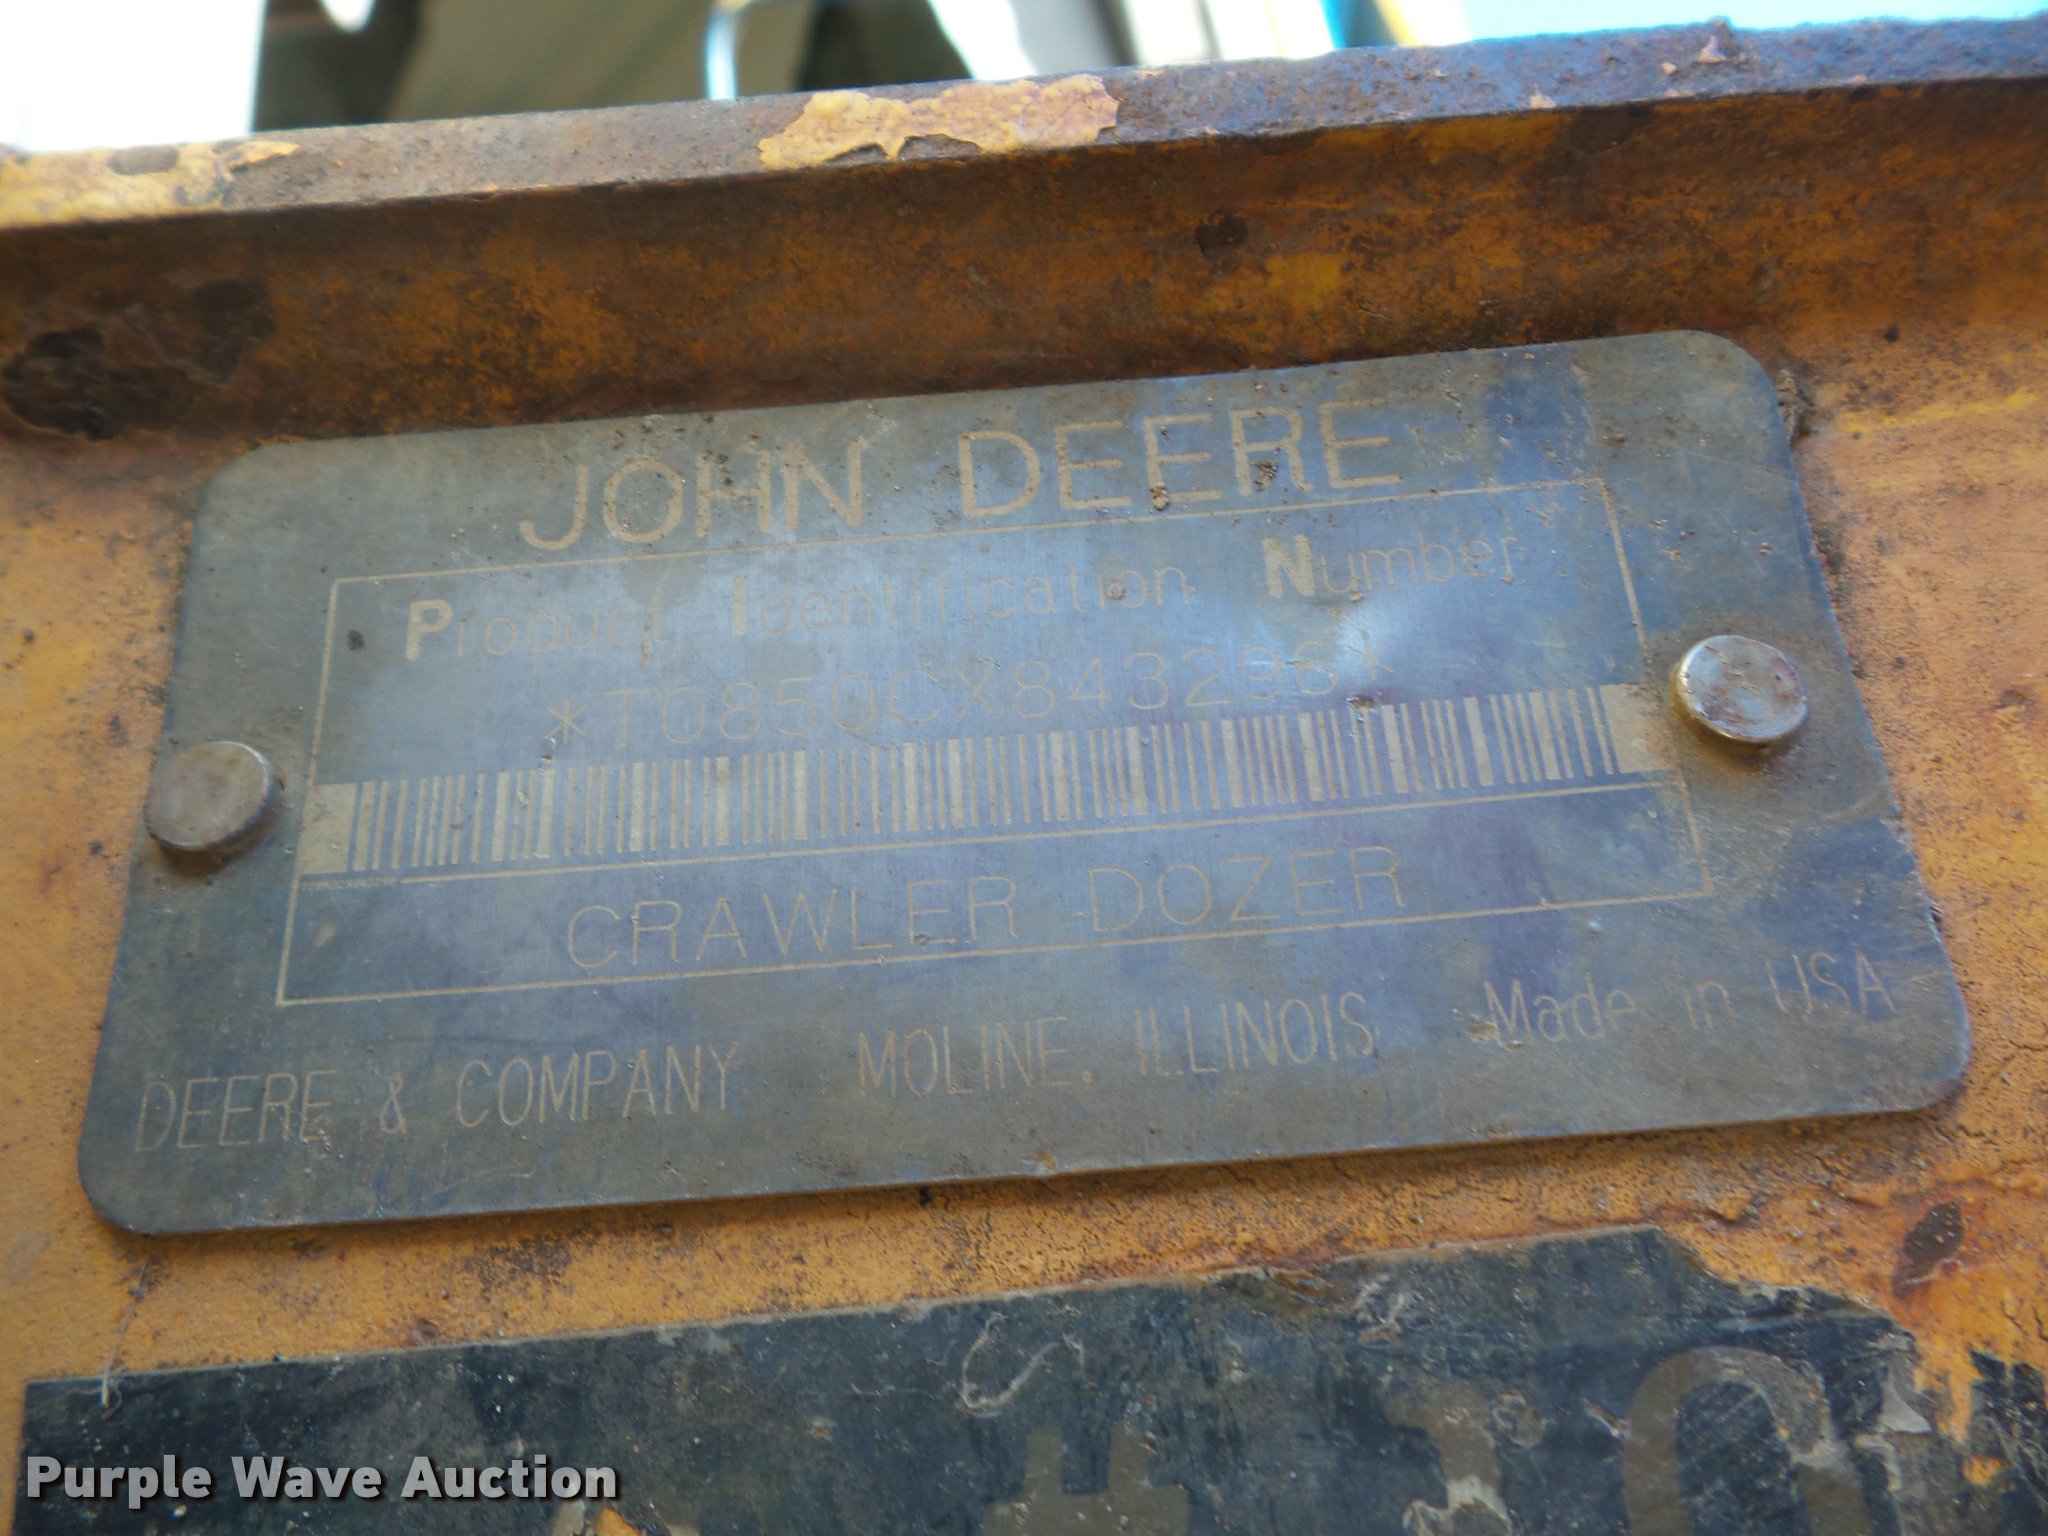 JOHN DEERE
Product Identification Number
*T0850CX843296*
CRAWLER DOZER
DEERE & COMPANY MOLINE, ILLINOIS Made in USA
Purple Wave Auction